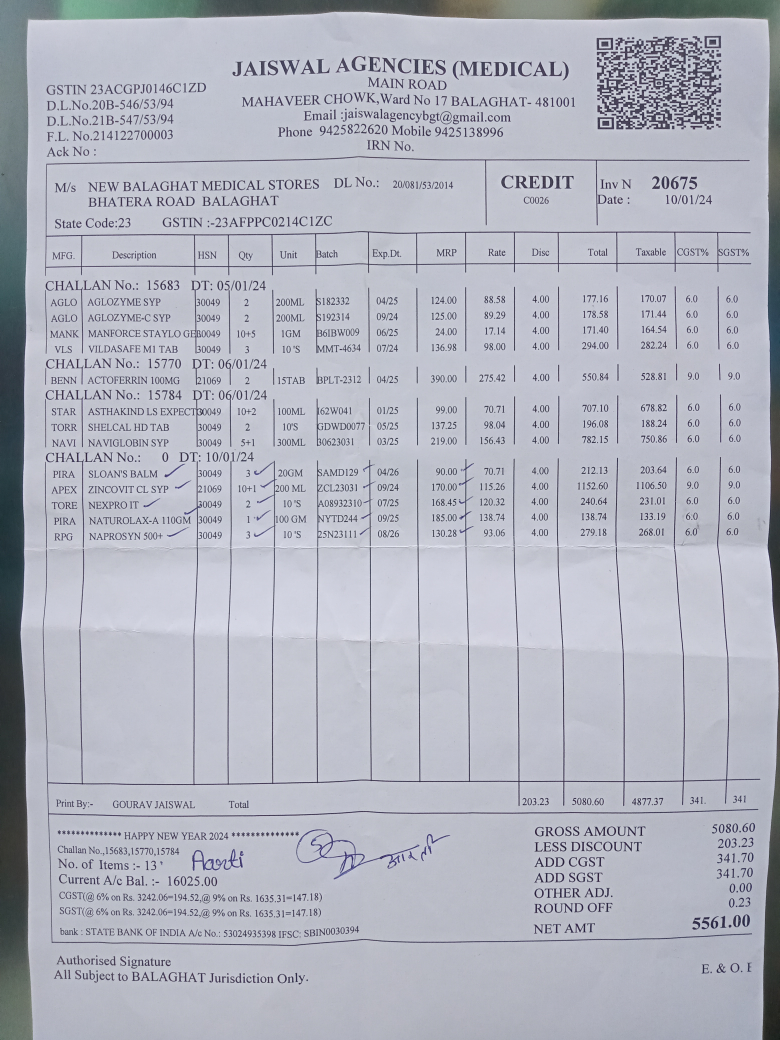 JAISWAL AGENCIES (MEDICAL)
MAIN ROAD
MAHAVEER CHOWK,Ward No 17 BALAGHAT- 481001
Email :jaiswalagencybgt@gmail.com
Phone 9425822620 Mobile 9425138996
IRN No.
GSTIN 23ACGPJ0146C1ZD
D.L.No.20B-546/53/94
D.L.No.21B-547/53/94
F.L. No.214122700003
Ack No :
M/s NEW BALAGHAT MEDICAL STORES DL No.: 20/081/53/2014
BHATERA ROAD BALAGHAT
State Code:23 GSTIN :-23AFPPC0214C1ZC
CREDIT
C0026
Inv N 20675
Date : 10/01/24
MFG. Description HSN Qty Unit Batch Exp.Dt. MRP Rate Disc Total Taxable CGST% SGST%
CHALLAN No.: 15683 DT: 05/01/24
AGLO AGLOZYME SYP 30049 2 200ML S182332 04/25 124.00 88.58 4.00 177.16 170.07 6.0 6.0
AGLO AGLOZYME-C SYP 30049 2 200ML S192314 09/24 125.00 89.29 4.00 178.58 171.44 6.0 6.0
MANK MANFORCE STAYLO GE 30049 10+5 1GM B6IBW009 06/25 24.00 17.14 4.00 171.40 164.54 6.0 6.0
VLS VILDASAFE M1 TAB 30049 3 10'S MMT-4634 07/24 136.98 98.00 4.00 294.00 282.24 6.0 6.0
CHALLAN No.: 15770 DT: 06/01/24
BENN ACTOFERRIN 100MG 21069 2 15TAB BPLT-2312 04/25 390.00 275.42 4.00 550.84 528.81 9.0 9.0
CHALLAN No.: 15784 DT: 06/01/24
STAR ASTHAKIND LS EXPECT 30049 10+2 100ML I62W041 01/25 99.00 70.71 4.00 707.10 678.82 6.0 6.0
TORR SHELCAL HD TAB 30049 2 10'S GDWD0077 05/25 137.25 98.04 4.00 196.08 188.24 6.0 6.0
NAVI NAVIGLOBIN SYP 30049 5+1 300ML B0623031 03/25 219.00 156.43 4.00 782.15 750.86 6.0 6.0
CHALLAN No.: 0 DT: 10/01/24
PIRA SLOAN'S BALM 30049 3 20GM SAMD129 04/26 90.00 70.71 4.00 212.13 203.64 6.0 6.0
APEX ZINCOVIT CL SYP 21069 10+1 200 ML ZCL23031 09/24 170.00 115.26 4.00 1152.60 1106.50 9.0 9.0
TORE NEXPRO IT 30049 2 10'S A08932310 07/25 168.45 120.32 4.00 240.64 231.01 6.0 6.0
PIRA NATUROLAX-A 110GM 30049 1 100 GM NYTD244 09/25 185.00 138.74 4.00 138.74 133.19 6.0 6.0
RPG NAPROSYN 500+ 30049 3 10'S 25N23111 08/26 130.28 93.06 4.00 279.18 268.01 6.0 6.0
Print By:- GOURAV JAISWAL Total 203.23 5080.60 4877.37 341. 341
************** HAPPY NEW YEAR 2024 **************
Challan No.,15683,15770,15784
No. of Items :- 13 Aarti
आरती
Current A/c Bal. :- 16025.00
CGST(@ 6% on Rs. 3242.06=194.52,@ 9% on Rs. 1635.31=147.18)
SGST(@ 6% on Rs. 3242.06=194.52,@ 9% on Rs. 1635.31=147.18)
bank : STATE BANK OF INDIA A/c No.: 53024935398 IFSC: SBIN0030394
GROSS AMOUNT 5080.60
LESS DISCOUNT 203.23
ADD CGST 341.70
ADD SGST 341.70
OTHER ADJ. 0.00
ROUND OFF 0.23
NET AMT 5561.00
Authorised Signature
All Subject to BALAGHAT Jurisdiction Only.
E. & O. E